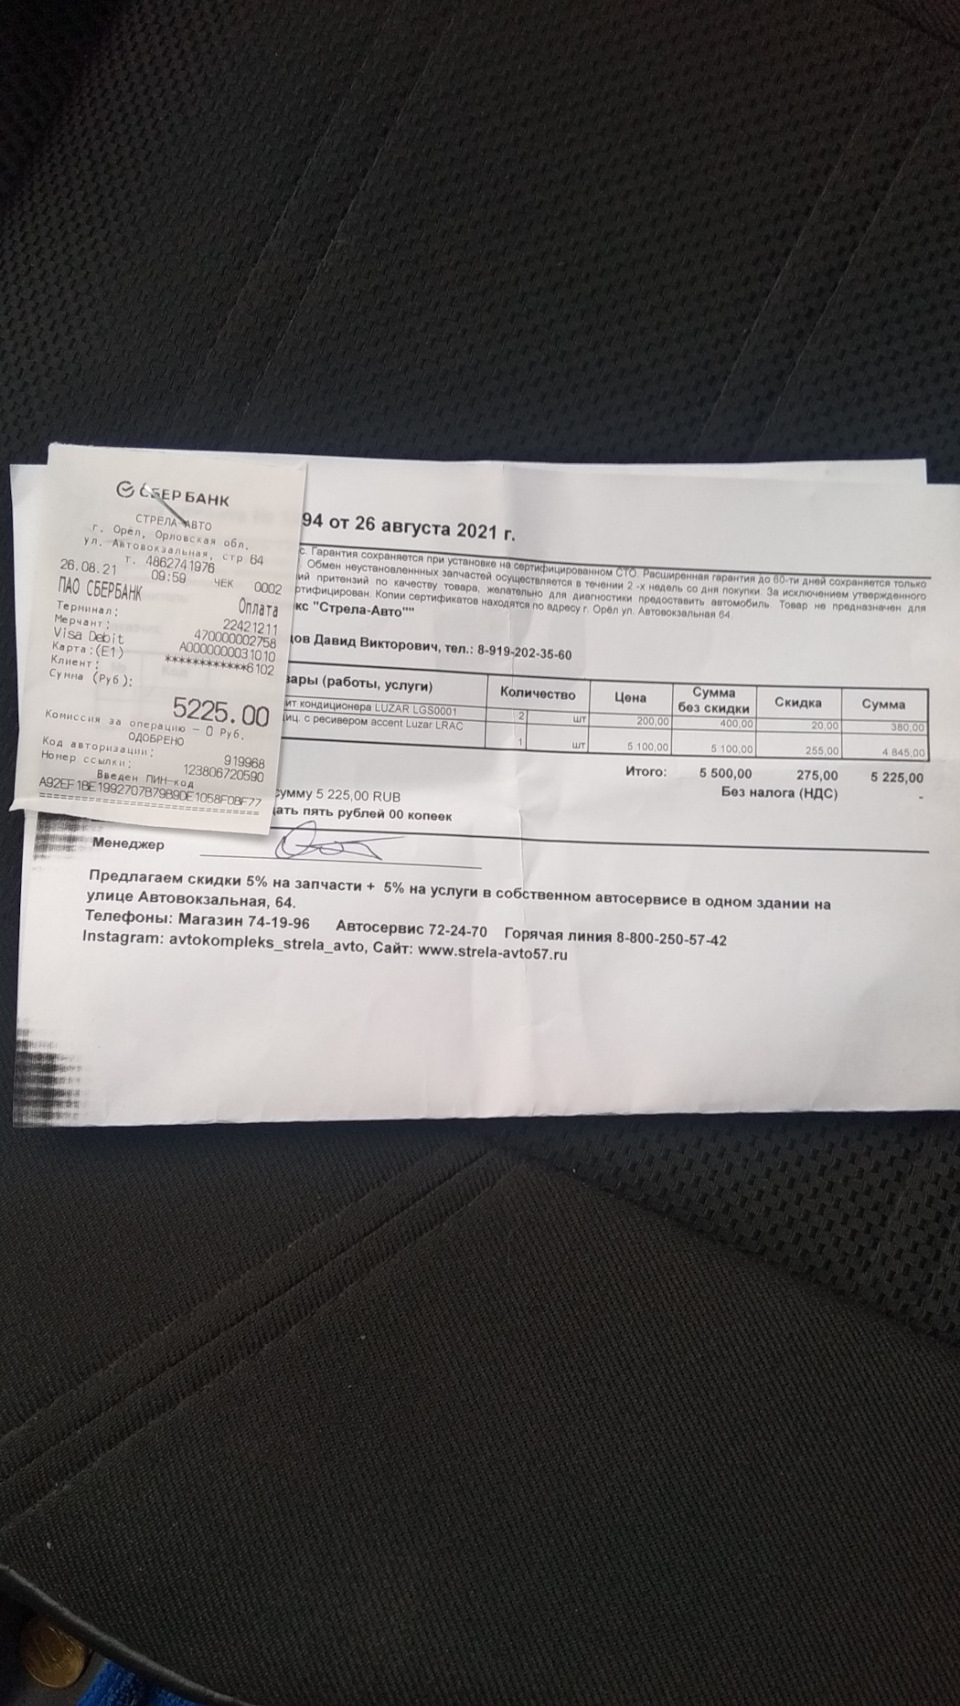 СБЕРБАНК
СТРЕЛА-АВТО
г. Орёл, Орловская обл.
ул. Автовокзальная, стр 64
т. 4862741976
26.08.21 09:59 ЧЕК 0002
ПАО СБЕРБАНК Оплата
Терминал: 22421211
Мерчант: 470000002758
Visa Debit A0000000031010
Карта:(E1) ************6102
Клиент:
Сумма (Руб):
5225.00
Комиссия за операцию – 0 Руб.
ОДОБРЕНО
Код авторизации: 919968
Номер ссылки: 123806720590
Введен ПИН-код
A92EF1BE1992707B79B9DE1058F0BF77
==============================
94 от 26 августа 2021 г.
с. Гарантия сохраняется при установке на сертифицированном СТО. Расширенная гарантия до 60-ти дней сохраняется только
Обмен неустановленнных запчастей осуществляется в течении 2 -х недель со дня покупки. За исключением утвержденного
ий притензий по качеству товара, желательно для диагностики предоставить автомобиль. Товар не предназначен для
ртифицирован. Копии сертификатов находятся по адресу г. Орёл ул. Автовокзальная 64.
кс "Стрела-Авто""
цов Давид Викторович, тел.: 8-919-202-35-60
вары (работы, услуги) Количество Цена Сумма без скидки Скидка Сумма
ит кондиционера LUZAR LGS0001 2 шт 200,00 400,00 20,00 380,00
иц. с ресивером accent Luzar LRAC 1 шт 5 100,00 5 100,00 255,00 4 845,00
Итого: 5 500,00 275,00 5 225,00
Без налога (НДС) -
сумму 5 225,00 RUB
ать пять рублей 00 копеек
Менеджер
Предлагаем скидки 5% на запчасти + 5% на услуги в собственном автосервисе в одном здании на
улице Автовокзальная, 64.
Телефоны: Магазин 74-19-96 Автосервис 72-24-70 Горячая линия 8-800-250-57-42
Instagram: avtokompleks_strela_avto, Сайт: www.strela-avto57.ru